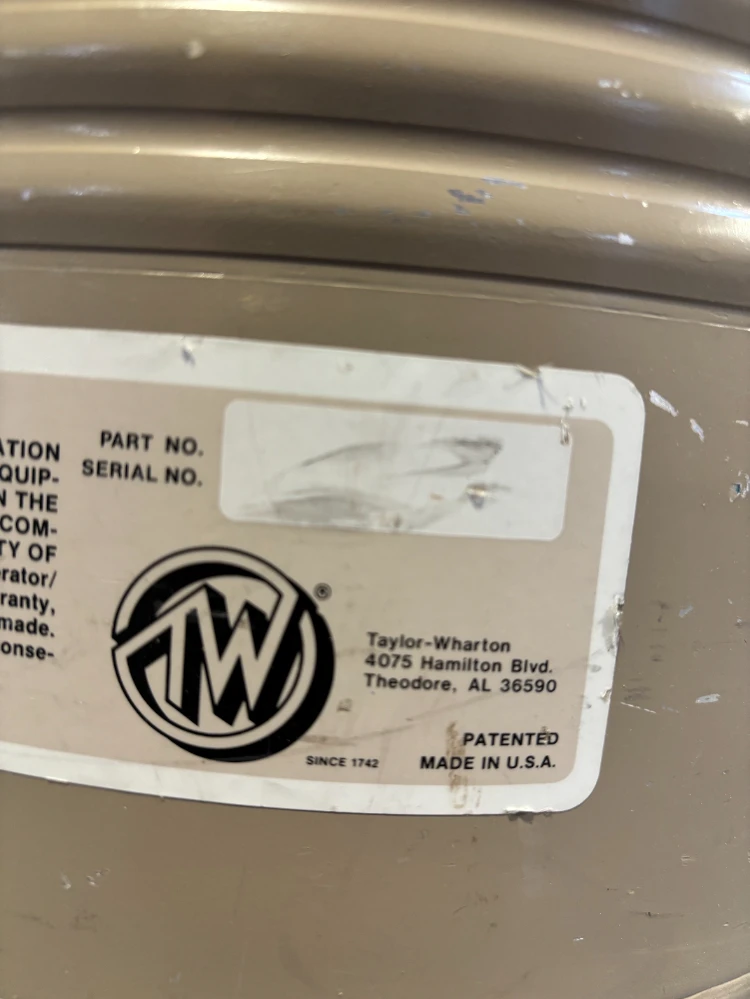 ATION
QUIP-
N THE
COM-
TY OF
rator/
ranty,
made.
onse-
PART NO.
SERIAL NO.
TW
®
SINCE 1742
Taylor-Wharton
4075 Hamilton Blvd.
Theodore, AL 36590
PATENTED
MADE IN U.S.A.